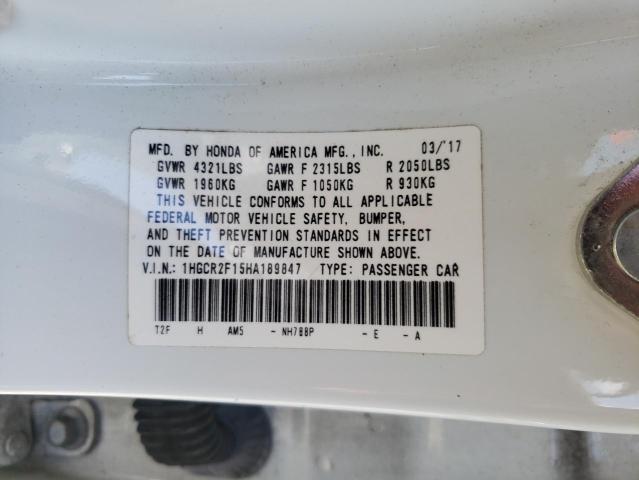 MFD. BY HONDA OF AMERICA MFG., INC. 03/'17
GVWR 4321LBS GAWR F 2315LBS R 2050LBS
GVWR 1960KG GAWR F 1050KG R 930KG
THIS VEHICLE CONFORMS TO ALL APPLICABLE
FEDERAL MOTOR VEHICLE SAFETY, BUMPER,
AND THEFT PREVENTION STANDARDS IN EFFECT
ON THE DATE OF MANUFACTURE SHOWN ABOVE.
V.I.N.: 1HGCR2F15HA189847 TYPE: PASSENGER CAR
T2F H AM5 - NH788P - E - A